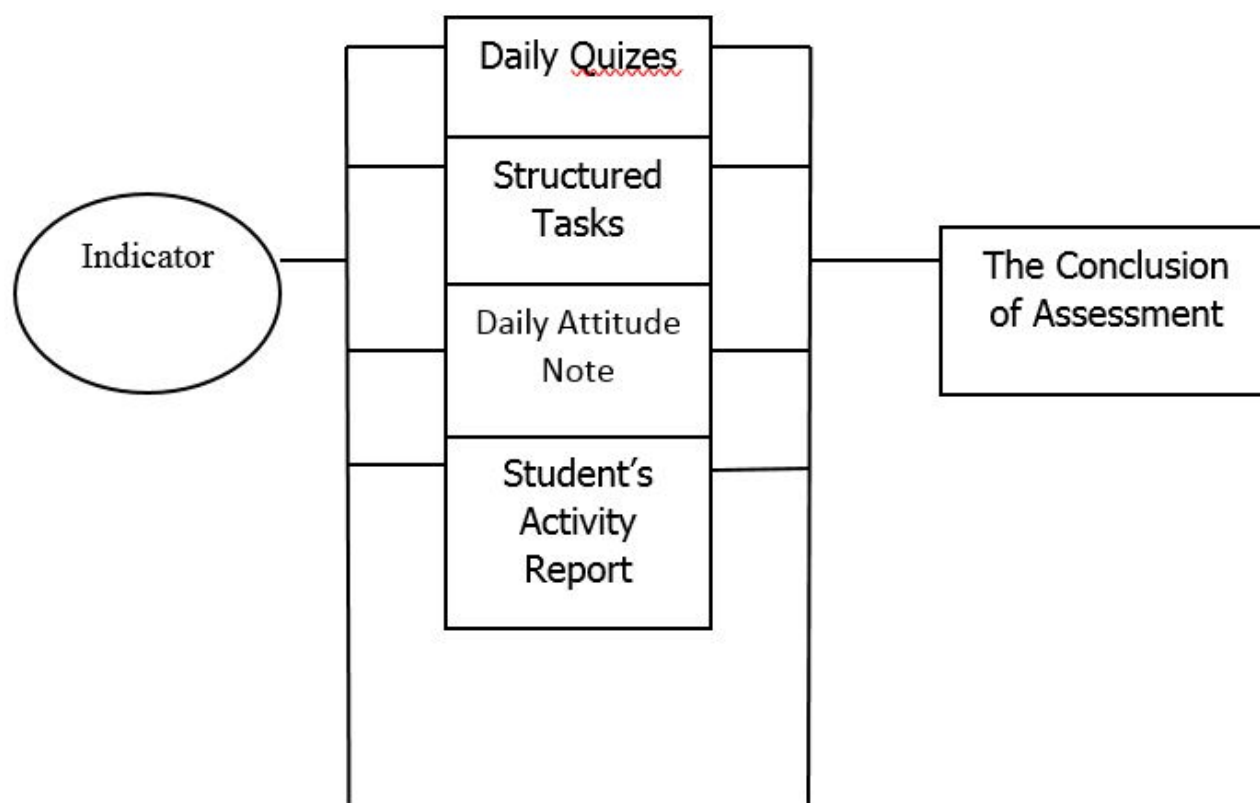 Indicator
Daily Quizes
Structured
Tasks
Daily Attitude
Note
Student’s
Activity
Report
The Conclusion
of Assessment